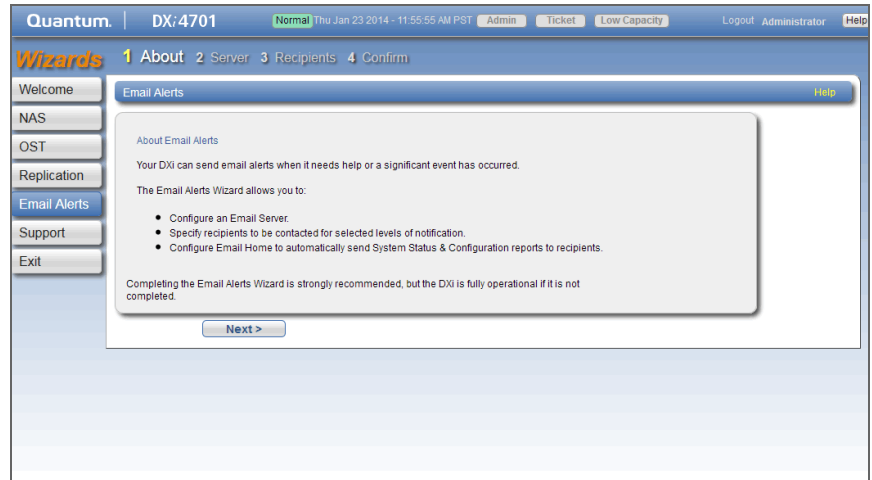 Quantum. DXi4701 Normal Thu Jan 23 2014 - 11:55:55 AM PST Admin Ticket Low Capacity Logout Administrator Help
Wizards 1 About 2 Server 3 Recipients 4 Confirm
Welcome
NAS
OST
Replication
Email Alerts
Support
Exit
Email Alerts Help
About Email Alerts
Your DXi can send email alerts when it needs help or a significant event has occurred.
The Email Alerts Wizard allows you to:
• Configure an Email Server.
• Specify recipients to be contacted for selected levels of notification.
• Configure Email Home to automatically send System Status & Configuration reports to recipients.
Completing the Email Alerts Wizard is strongly recommended, but the DXi is fully operational if it is not
completed.
Next >